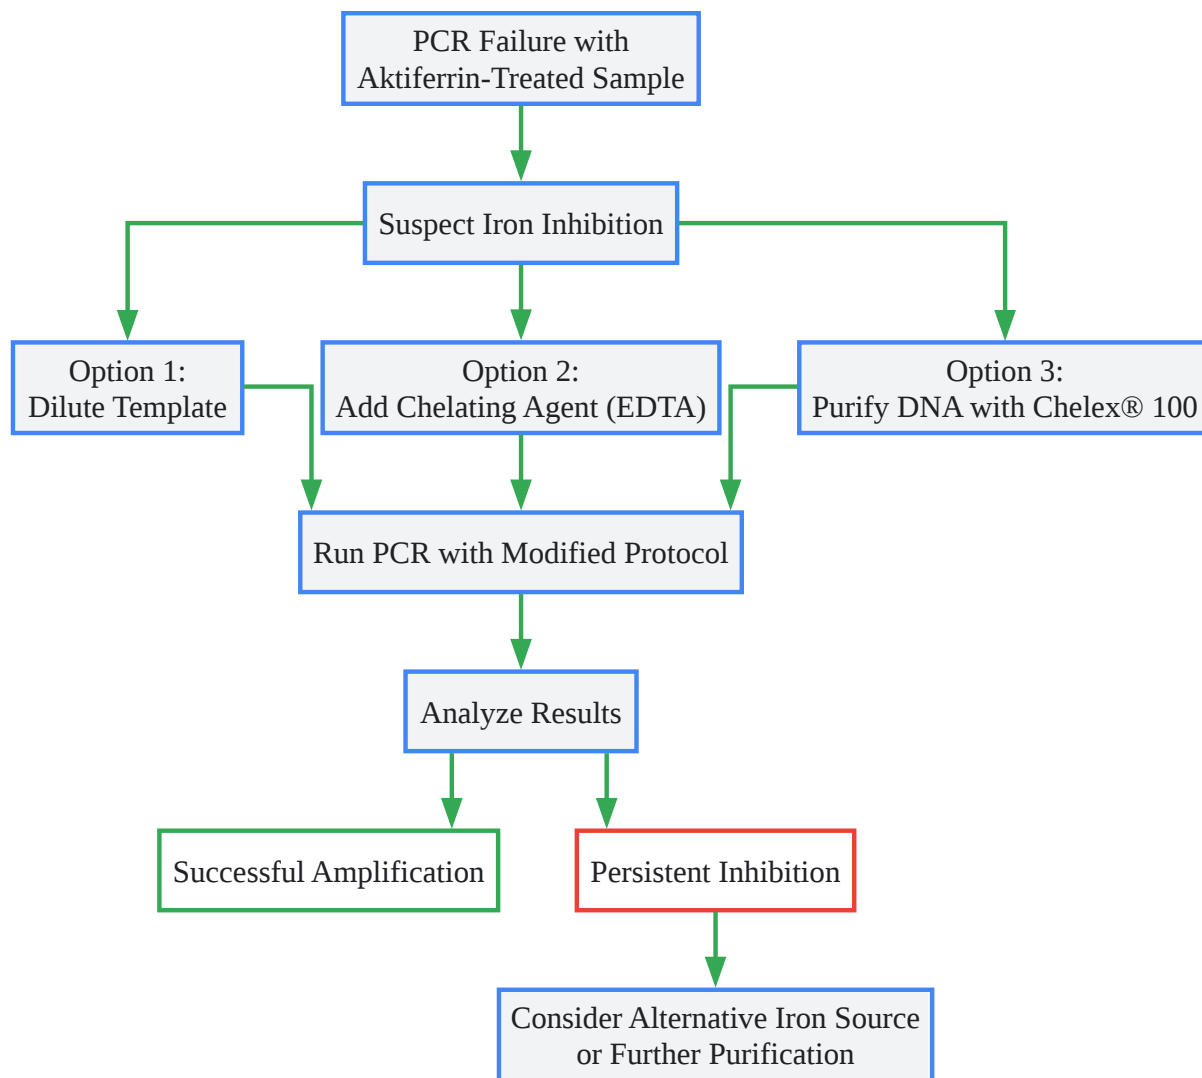 PCR Failure with
Aktiferrin-Treated Sample
Suspect Iron Inhibition
Option 1:
Dilute Template
Option 2:
Add Chelating Agent (EDTA)
Option 3:
Purify DNA with Chelex® 100
Run PCR with Modified Protocol
Analyze Results
Successful Amplification
Persistent Inhibition
Consider Alternative Iron Source
or Further Purification